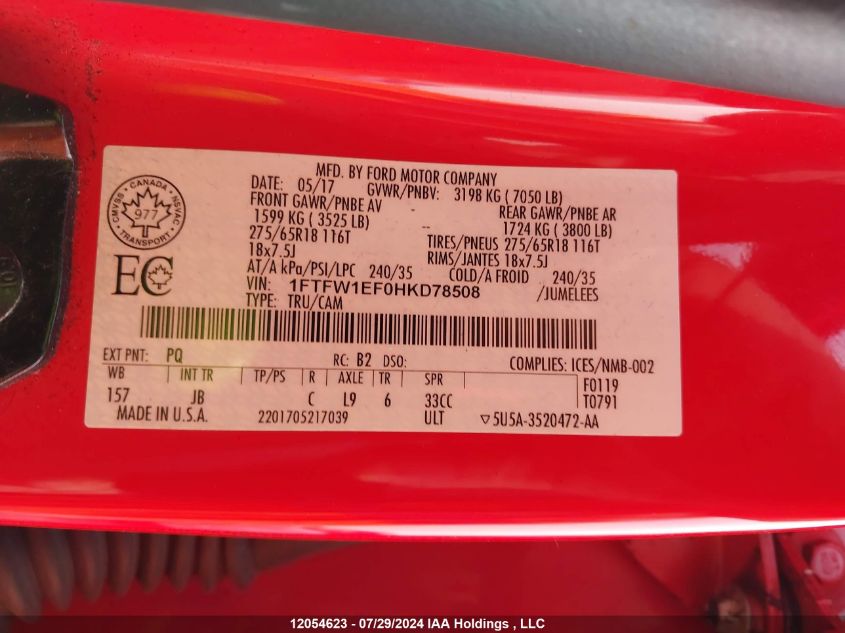 MFD. BY FORD MOTOR COMPANY
DATE: 05/17 GVWR/PNBV: 3198 KG ( 7050 LB)
FRONT GAWR/PNBE AV REAR GAWR/PNBE AR
1599 KG ( 3525 LB) -- 1724 KG ( 3800 LB)
275/65R18 116T TIRES/PNEUS 275/65R18 116T
18x7.5J RIMS/JANTES 18x7.5J
AT/A kPa/PSI/LPC 240/35 COLD/A FROID 240/35
VIN: 1FTFW1EF0HKD78508 /JUMELEES
TYPE: TRU/CAM
CANADA
CMVSS NSVAC
977
TRANSPORT
EC
EXT PNT: PQ RC: B2 DSO: COMPLIES: ICES/NMB-002
WB INT TR TP/PS R AXLE TR SPR F0119
157 JB C L9 6 33CC T0791
MADE IN U.S.A. 2201705217039 ULT ▽5U5A-3520472-AA
12054623 - 07/29/2024 IAA Holdings , LLC